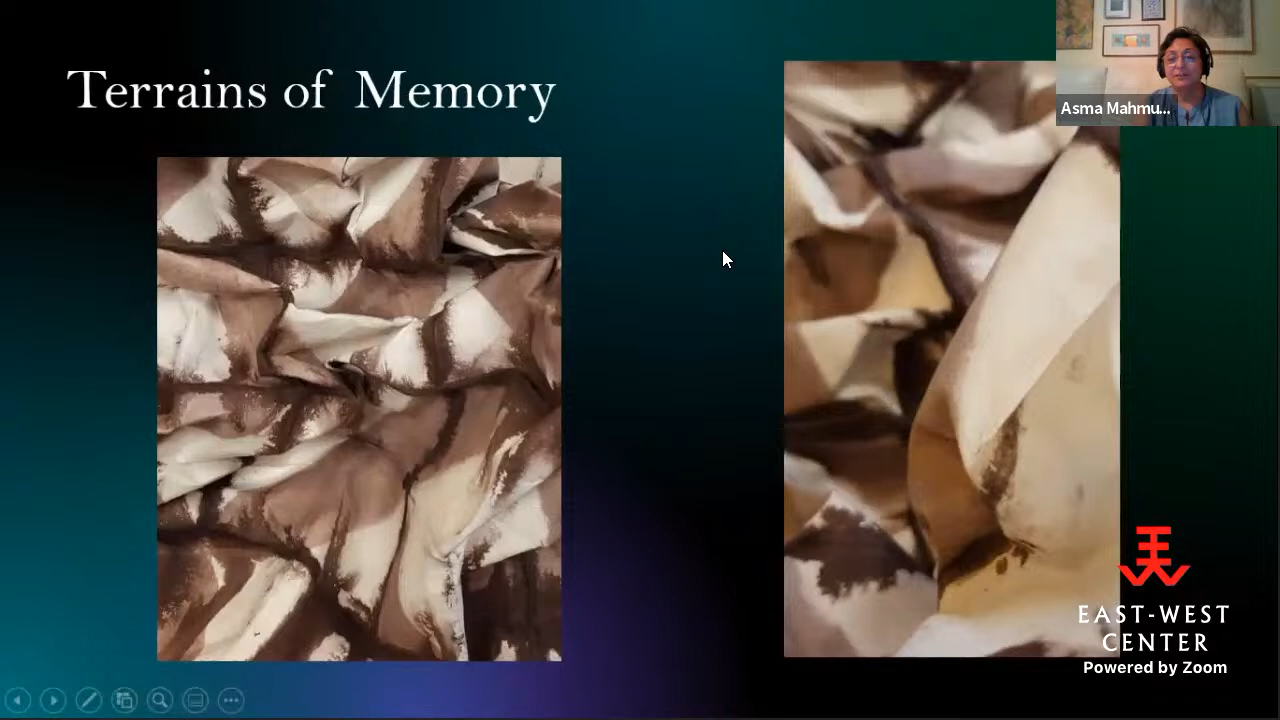 Terrains of Memory
Asma Mahmu...
EAST-WEST
CENTER
Powered by Zoom